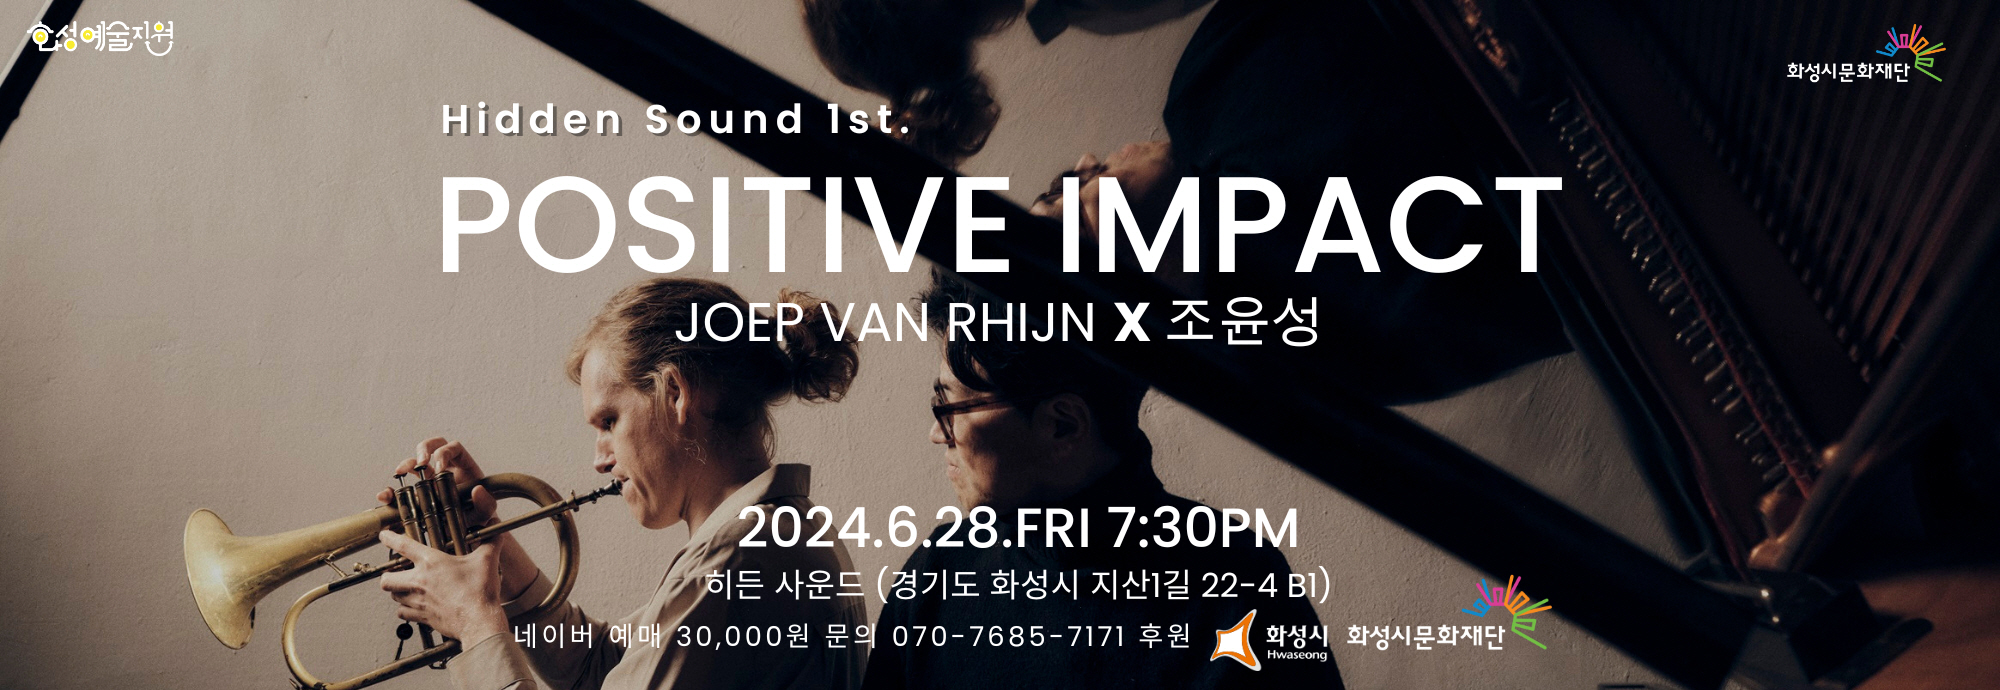 화성예술지원
화성시문화재단
Hidden Sound 1st.
POSITIVE IMPACT
JOEP VAN RHIJN X 조윤성
2024.6.28.FRI 7:30PM
히든 사운드 (경기도 화성시 지산1길 22-4 B1)
네이버 예매 30,000원 문의 070-7685-7171 후원 화성시 Hwaseong 화성시문화재단